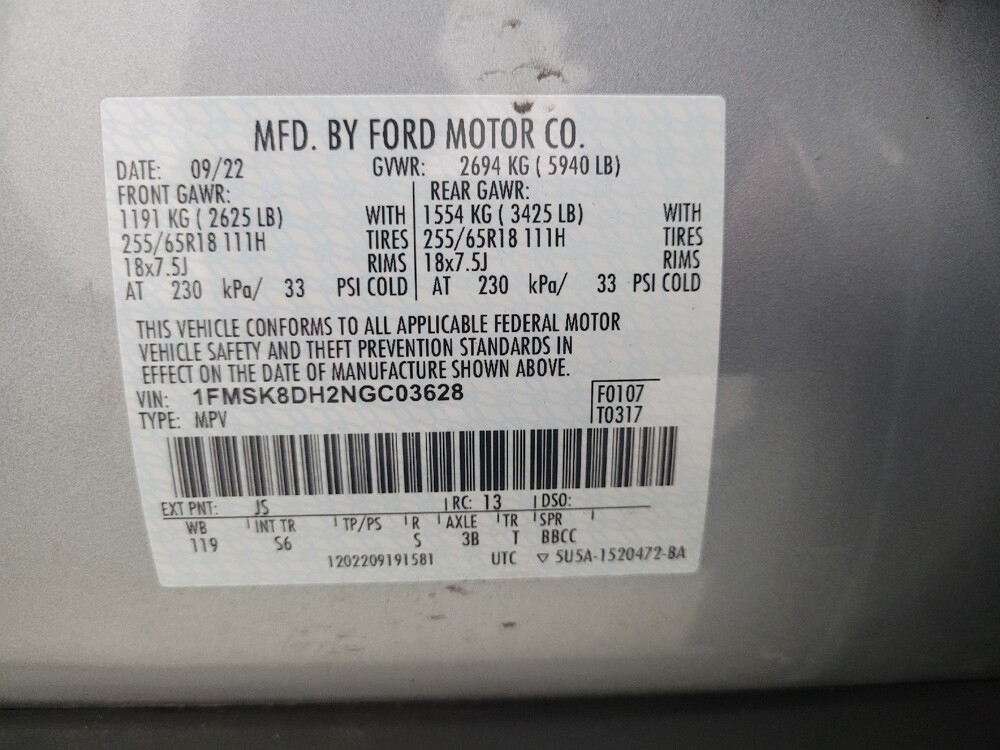 MFD. BY FORD MOTOR CO.
DATE: 09/22 GVWR: 2694 KG ( 5940 LB)
FRONT GAWR: REAR GAWR:
1191 KG ( 2625 LB) WITH 1554 KG ( 3425 LB) WITH
255/65R18 111H TIRES 255/65R18 111H TIRES
18x7.5J RIMS 18x7.5J RIMS
AT 230 kPa/ 33 PSI COLD AT 230 kPa/ 33 PSI COLD
THIS VEHICLE CONFORMS TO ALL APPLICABLE FEDERAL MOTOR
VEHICLE SAFETY AND THEFT PREVENTION STANDARDS IN
EFFECT ON THE DATE OF MANUFACTURE SHOWN ABOVE.
VIN: 1FMSK8DH2NGC03628 F0107
TYPE: MPV T0317
EXT PNT: JS RC: 13 DSO:
WB INT TR TP/PS R AXLE TR SPR
119 S6 S 3B T BBCC
1202209191581 UTC ▽ 5U5A-1520472-BA